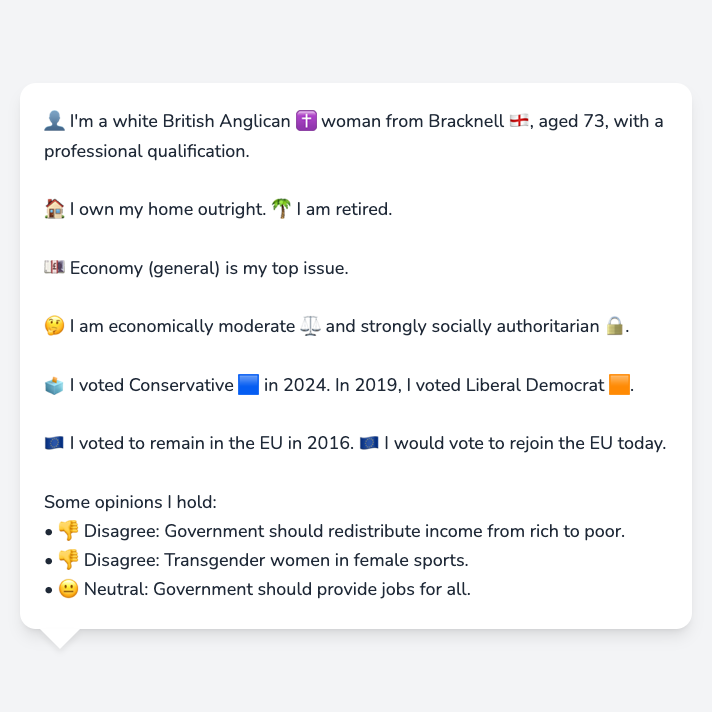 👤 I'm a white British Anglican ✝️ woman from Bracknell 🏴󠁧󠁢󠁥󠁮󠁧󠁿, aged 73, with a
professional qualification.
🏠 I own my home outright. 🌴 I am retired.
💷 Economy (general) is my top issue.
🤔 I am economically moderate ⚖️ and strongly socially authoritarian 🔒.
🗳️ I voted Conservative 🟦 in 2024. In 2019, I voted Liberal Democrat 🟧.
🇪🇺 I voted to remain in the EU in 2016. 🇪🇺 I would vote to rejoin the EU today.
Some opinions I hold:
• 👎 Disagree: Government should redistribute income from rich to poor.
• 👎 Disagree: Transgender women in female sports.
• 😐 Neutral: Government should provide jobs for all.